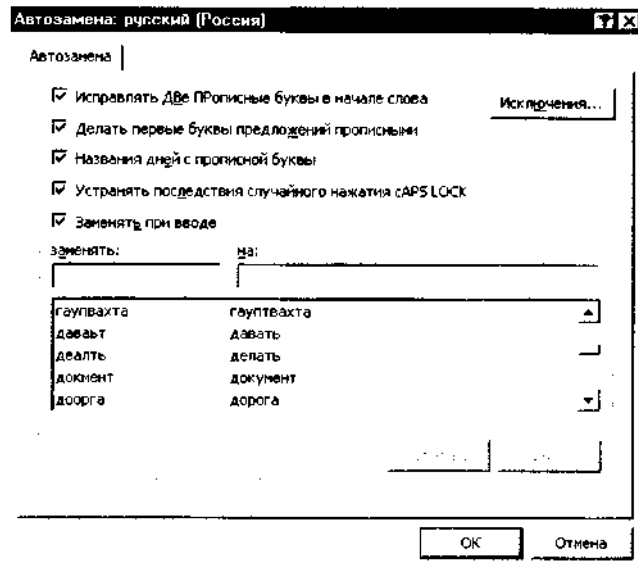 Автозамена: русский (Россия)
Автозамена
Исправлять ДВе ПРописные буквы в начале слова
Исключения...
Делать первые буквы предложений прописными
Названия дней с прописной буквы
Устранять последствия случайного нажатия cAPS LOCK
Заменять при вводе
заменять: на:
гаупвахта гауптвахта
даваьт давать
деалть делать
докмент документ
доорга дорога
ОК Отмена